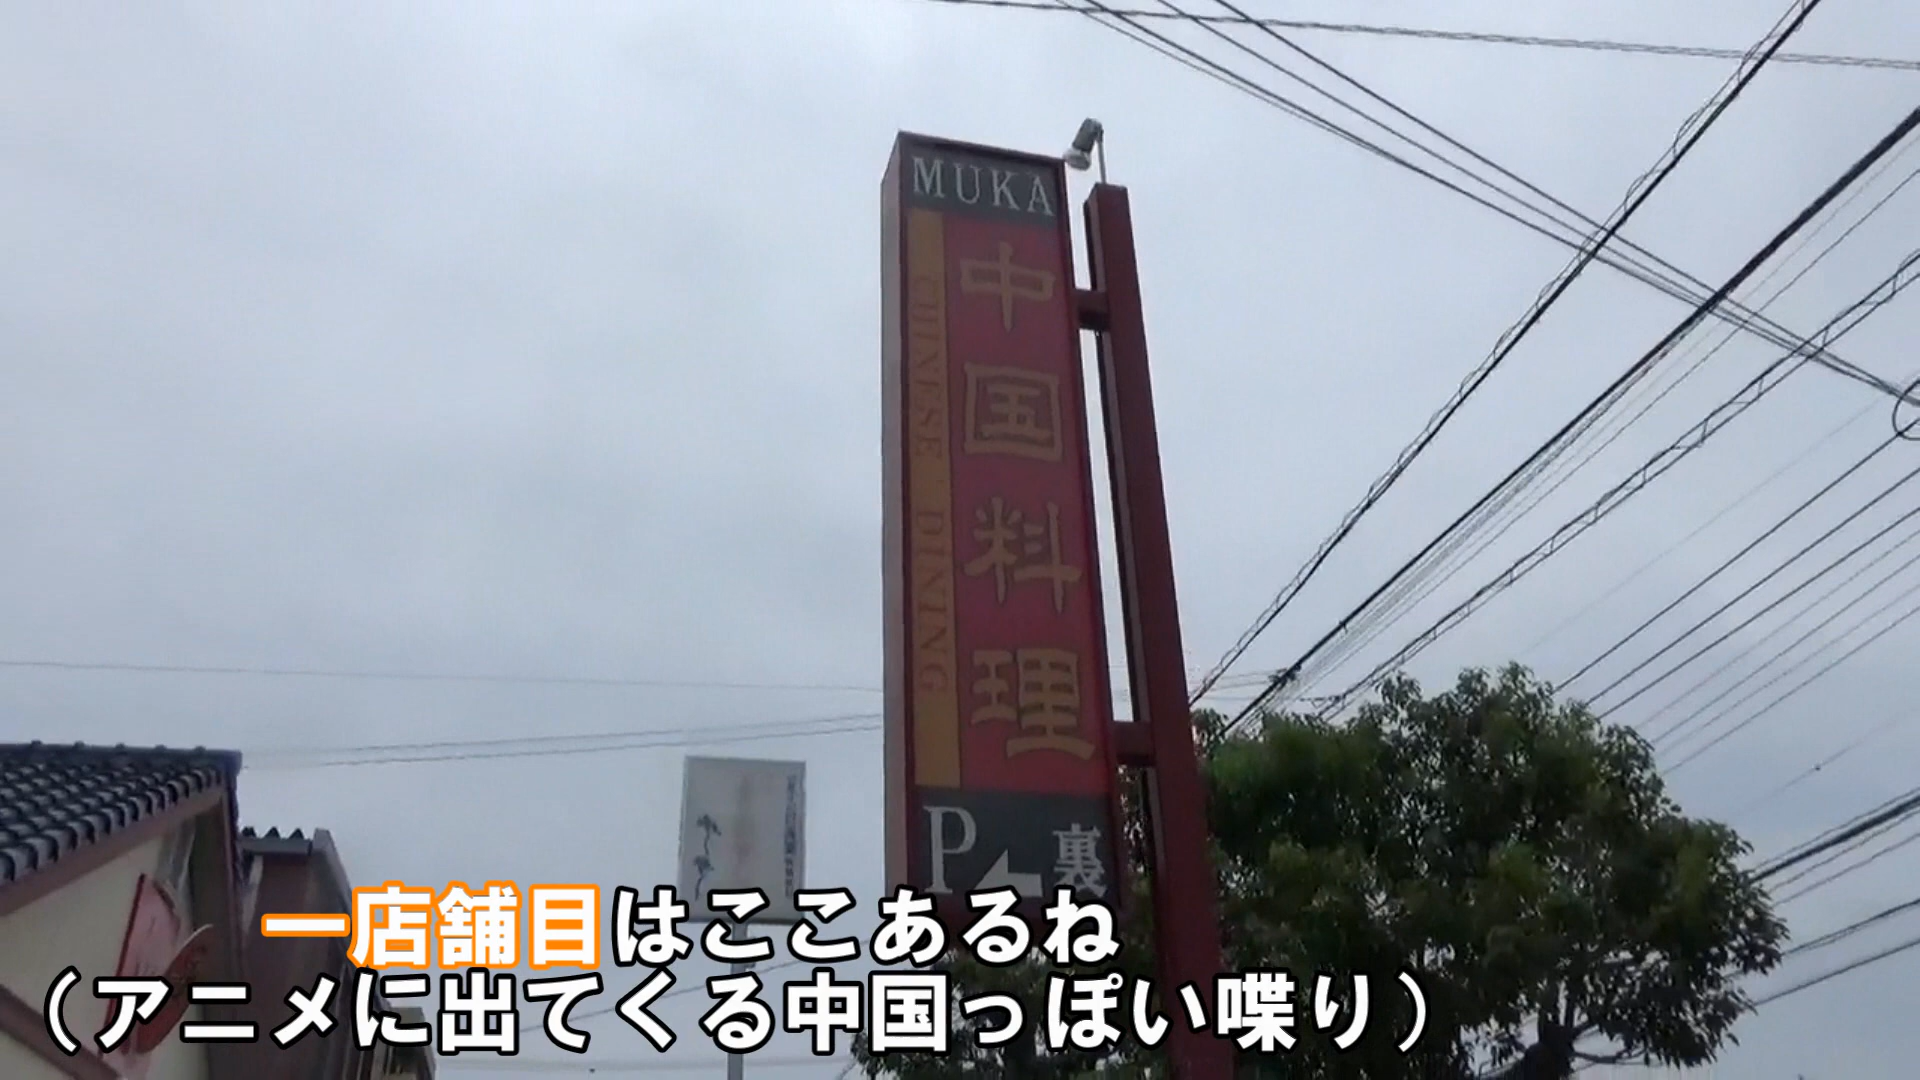 MUKA
中国料理
CHINESE DINING
P 裏
一店舗目はここあるね
（アニメに出てくる中国っぽい喋り）